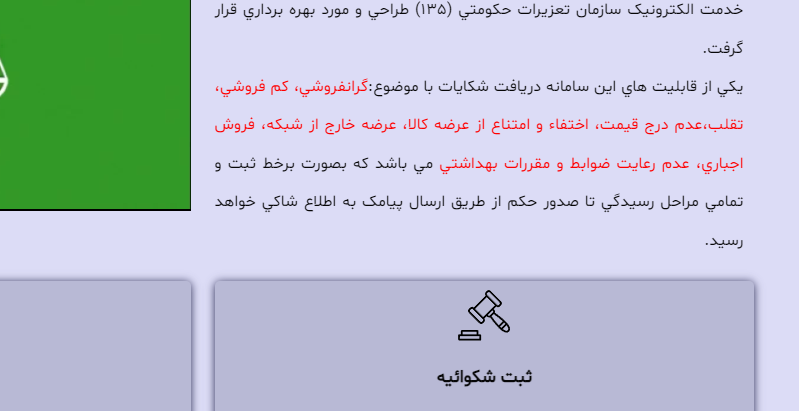 خدمت الکترونیک سازمان تعزیرات حکومتي (۱۳۵) طراحي و مورد بهره برداري قرار
گرفت.
يکي از قابليت هاي اين سامانه دريافت شکايات با موضوع:گرانفروشي، کم فروشي،
تقلب،عدم درج قيمت، اختفاء و امتناع از عرضه کالا، عرضه خارج از شبکه، فروش
اجباري، عدم رعايت ضوابط و مقررات بهداشتي مي باشد که بصورت برخط ثبت و
تمامي مراحل رسيدگي تا صدور حکم از طريق ارسال پيامک به اطلاع شاکي خواهد
رسيد.
ثبت شکوائیه